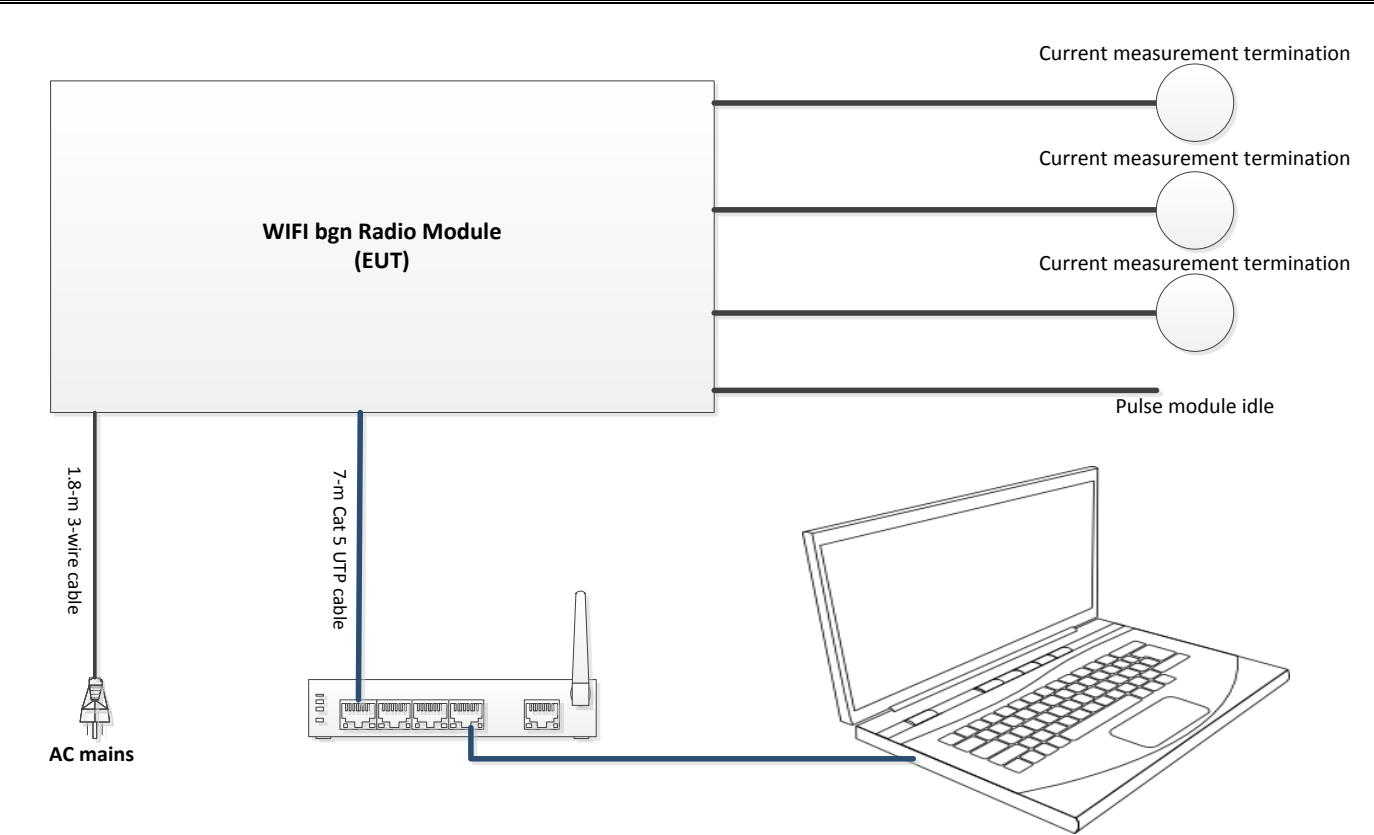 Current measurement termination
Current measurement termination
WIFI bgn Radio Module
(EUT)
Current measurement termination
Pulse module idle
1.8-m 3-wire cable
7-m Cat 5 UTP cable
AC mains